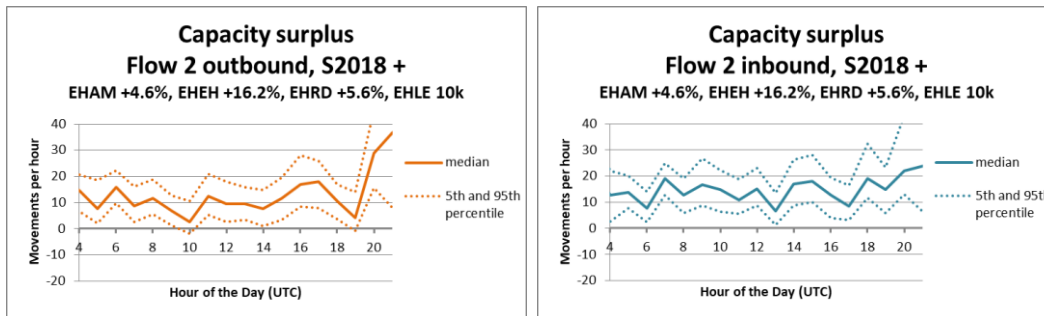 Capacity surplus
Flow 2 outbound, S2018 +
EHAM +4.6%, EHEH +16.2%, EHRD +5.6%, EHLE 10k
Movements per hour
40
30
20
10
0
-10
-20
4 6 8 10 12 14 16 18 20
Hour of the Day (UTC)
median
5th and 95th
percentile
Capacity surplus
Flow 2 inbound, S2018 +
EHAM +4.6%, EHEH +16.2%, EHRD +5.6%, EHLE 10k
Movements per hour
40
30
20
10
0
-10
-20
4 6 8 10 12 14 16 18 20
Hour of the Day (UTC)
median
5th and 95th
percentile